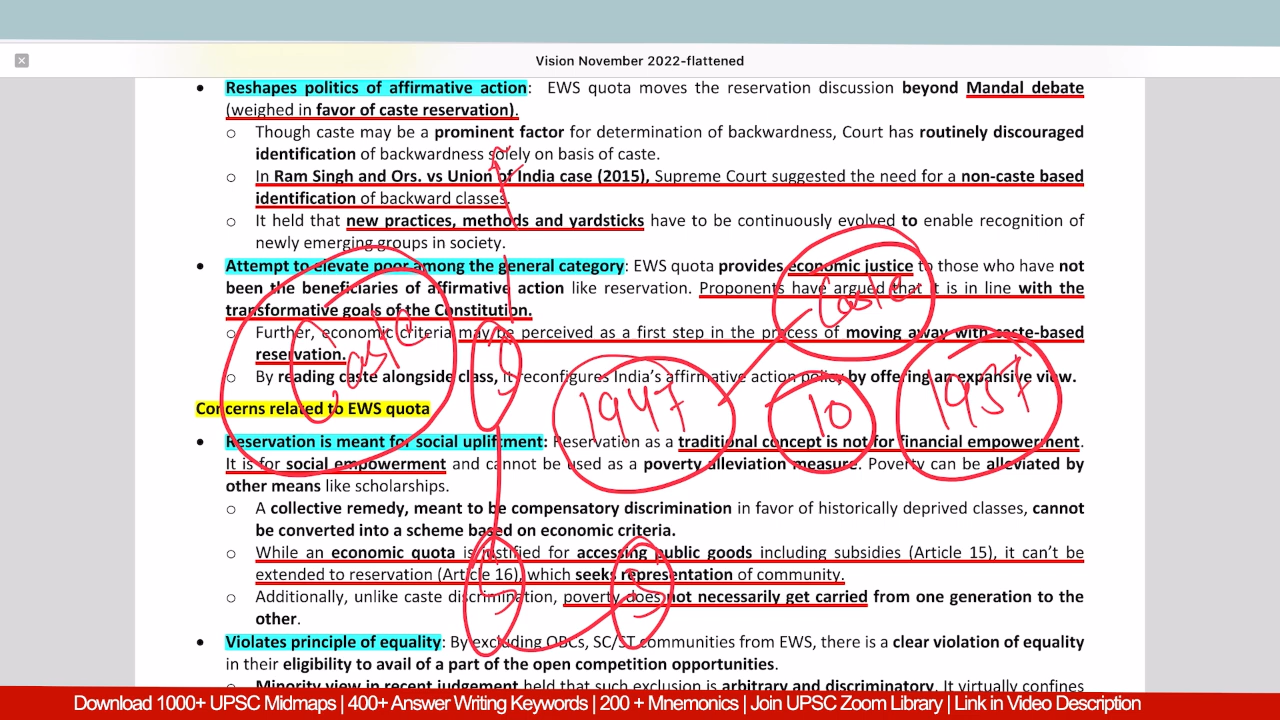 Vision November 2022-flattened
• Reshapes politics of affirmative action: EWS quota moves the reservation discussion beyond Mandal debate
(weighed in favor of caste reservation).
o Though caste may be a prominent factor for determination of backwardness, Court has routinely discouraged
identification of backwardness solely on basis of caste.
o In Ram Singh and Ors. vs Union of India case (2015), Supreme Court suggested the need for a non-caste based
identification of backward classes.
o It held that new practices, methods and yardsticks have to be continuously evolved to enable recognition of
newly emerging groups in society.
• Attempt to elevate poor among the general category: EWS quota provides economic justice to those who have not
been the beneficiaries of affirmative action like reservation. Proponents have argued that it is in line with the
transformative goals of the Constitution.
o Further, economic criteria may be perceived as a first step in the process of moving away with caste-based
reservation.
o By reading caste alongside class, it reconfigures India's affirmative action policy by offering an expansive view.
Caste
Caste
1947
10
1957
Concerns related to EWS quota
• Reservation is meant for social upliftment: Reservation as a traditional concept is not for financial empowerment.
It is for social empowerment and cannot be used as a poverty alleviation measure. Poverty can be alleviated by
other means like scholarships.
o A collective remedy, meant to be compensatory discrimination in favor of historically deprived classes, cannot
be converted into a scheme based on economic criteria.
o While an economic quota is justified for accessing public goods including subsidies (Article 15), it can't be
extended to reservation (Article 16), which seeks representation of community.
o Additionally, unlike caste discrimination, poverty does not necessarily get carried from one generation to the
other.
• Violates principle of equality: By excluding OBCs, SC/ST communities from EWS, there is a clear violation of equality
in their eligibility to avail of a part of the open competition opportunities.
o Minority view in recent judgement held that such exclusion is arbitrary and discriminatory. It virtually confines
Download 1000+ UPSC Midmaps | 400+ Answer Writing Keywords | 200 + Mnemonics | Join UPSC Zoom Library | Link in Video Description